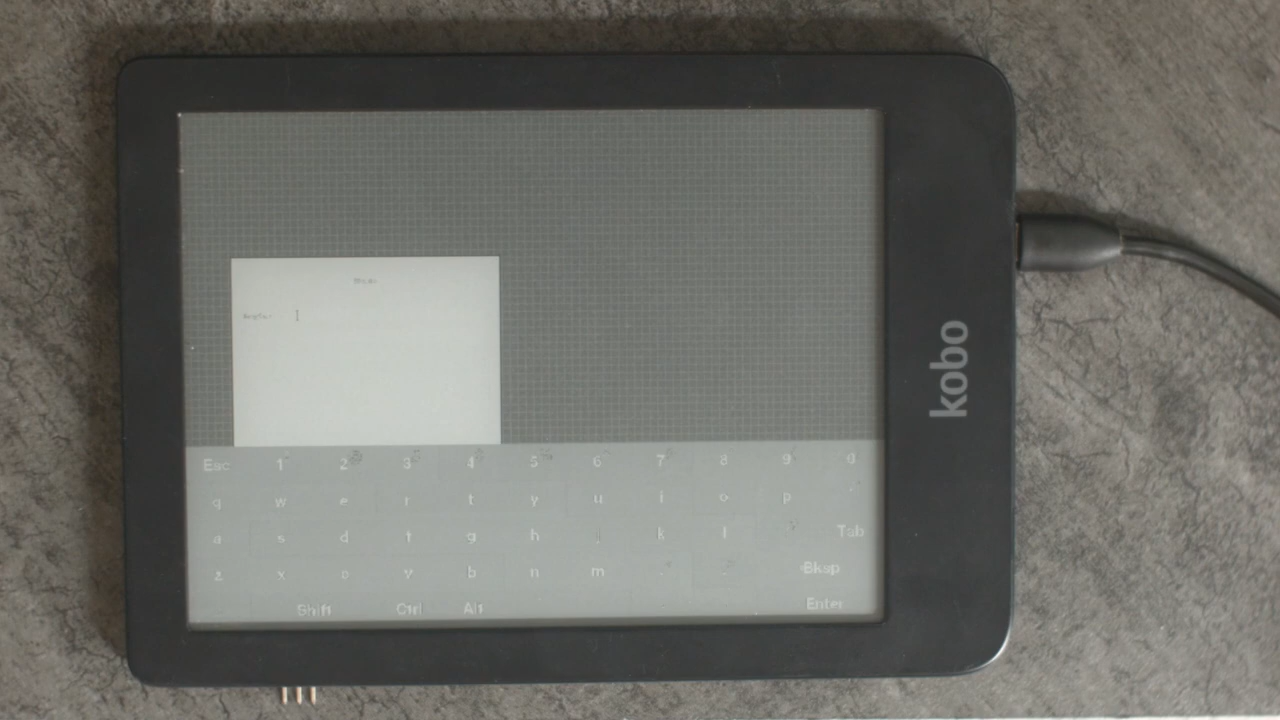 Esc 1 2 3 4 5 6 7 8 9 0
q w e r t y u i o p
a s d f g h j k l Tab
z x c v b n m Bksp
Shift Ctrl Alt Enter
kobo